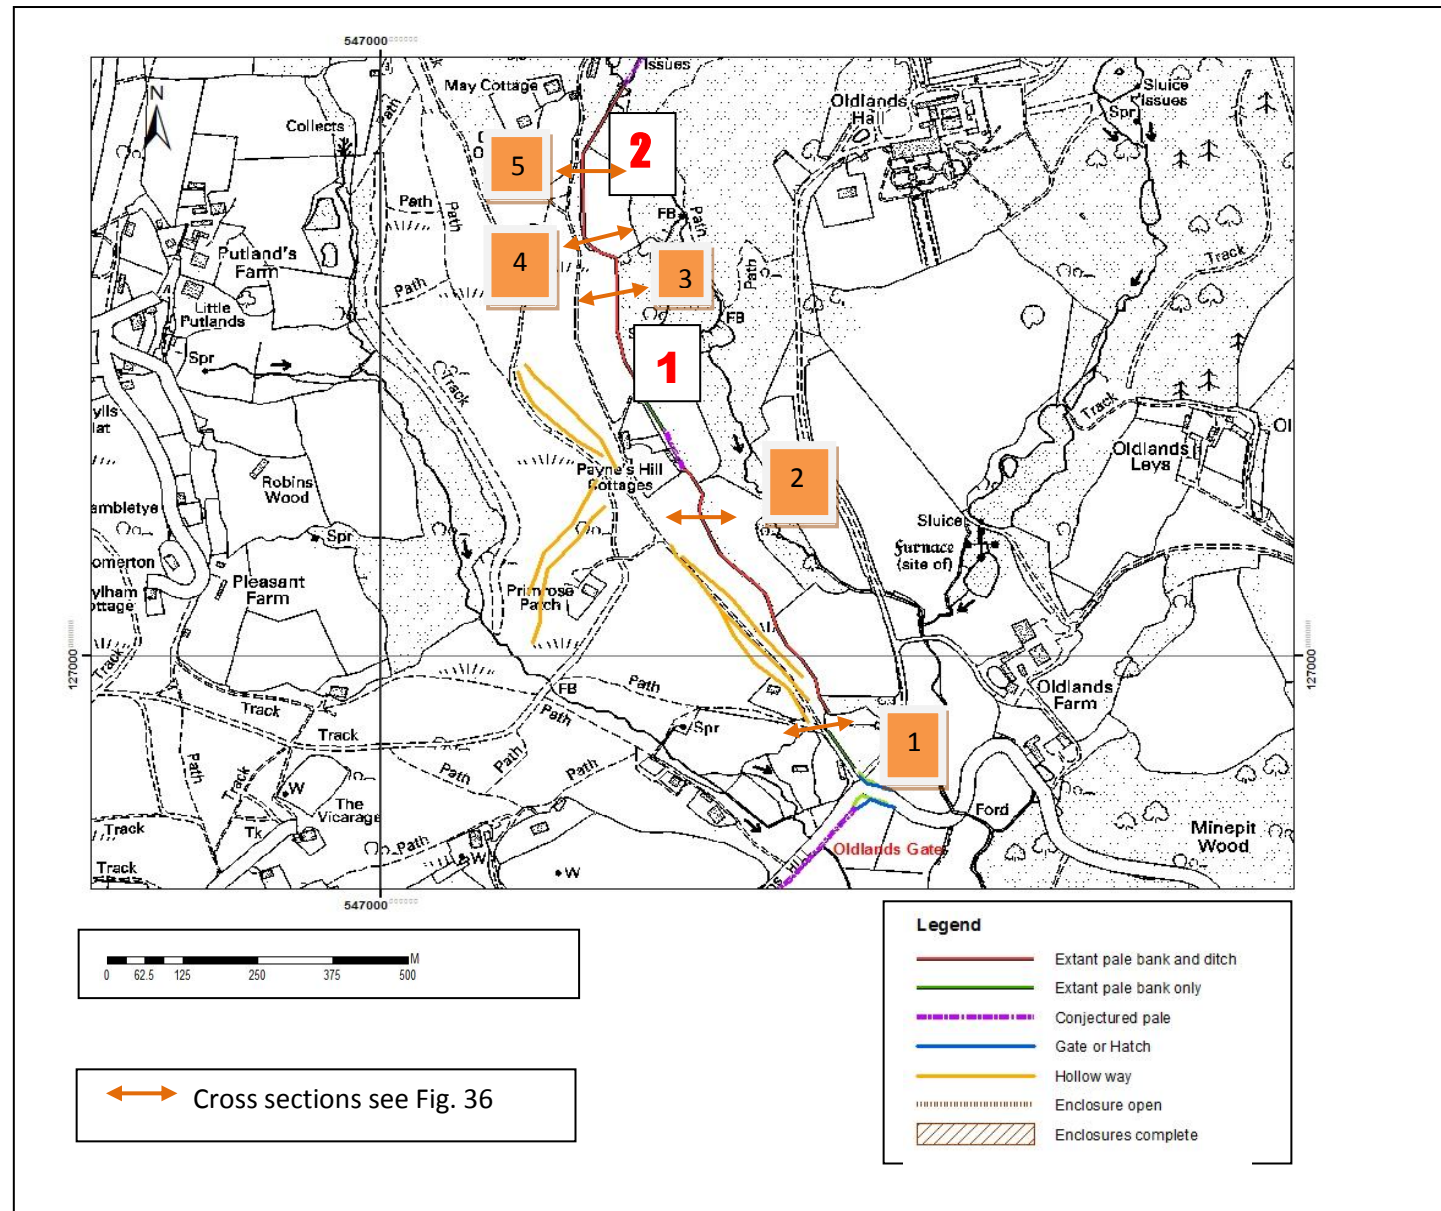 547000
N
Issues
May Cottage
Collects
Path
5
2
Oldlands
Hall
Sluice
Issues
Spr
Path
Path
FB
Path
Putland's
Farm
4
3
Path
Track
Path
Little
Putlands
FB
Spr
1
Track
Track
Oldlands
Leys
Payne's Hill
Cottages
2
Robins
Wood
Sluice
Furnace
(site of)
Spr
Pleasant
Farm
Primrose
Patch
127000
127000
Track
FB
Path
Oldlands
Farm
Track
Path
Spr
1
Track
Path
Path
Path
Track
W
The
Vicarage
Ford
Track
Tk
Path
W
W
Minepit
Wood
Track
Oldlands Gate
547000
M
0 62.5 125 250 375 500
Cross sections see Fig. 36
Legend
Extant pale bank and ditch
Extant pale bank only
Conjectured pale
Gate or Hatch
Hollow way
Enclosure open
Enclosures complete